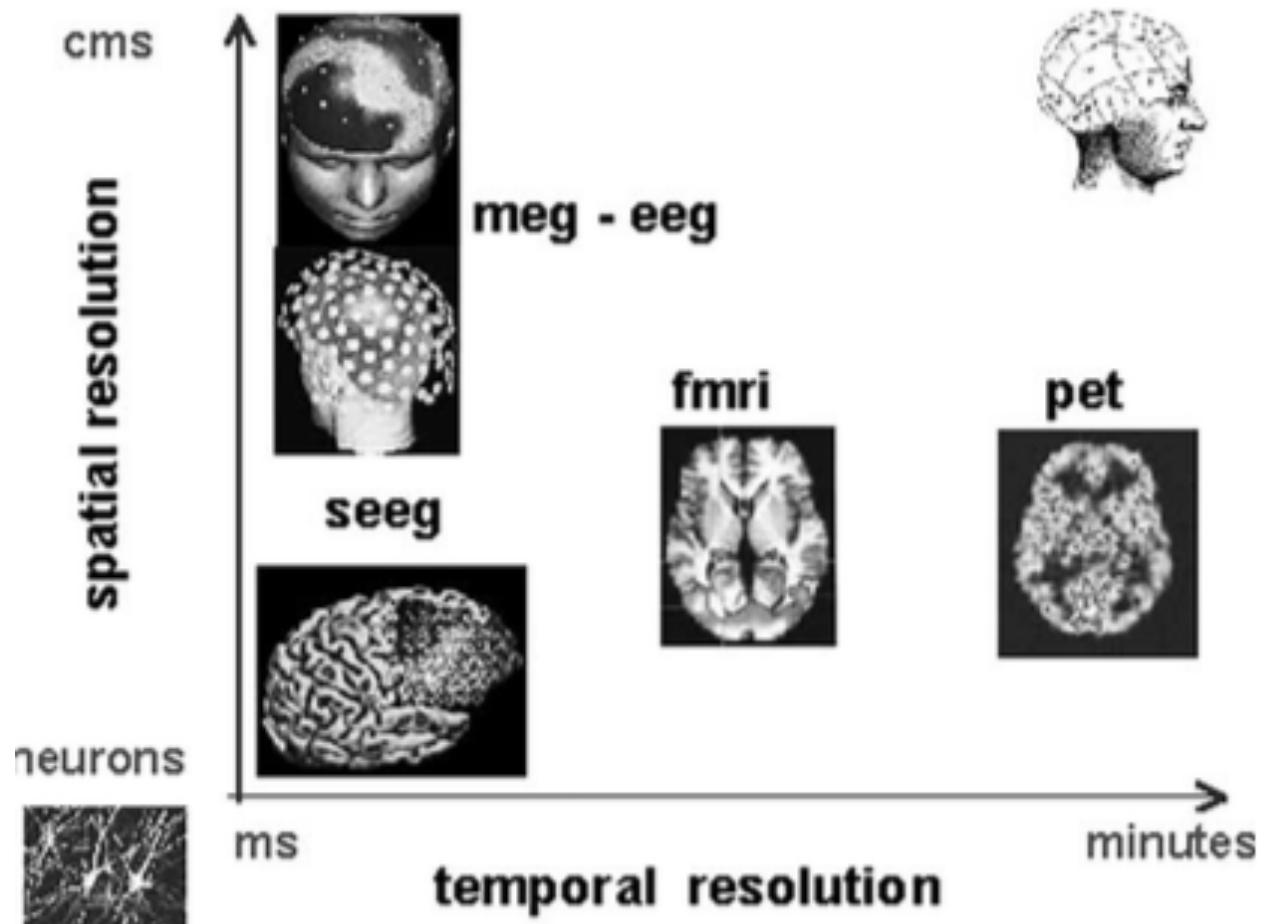 cms
meg - eeg
spatial resolution
fmri
pet
seeg
neurons
ms
minutes
temporal resolution